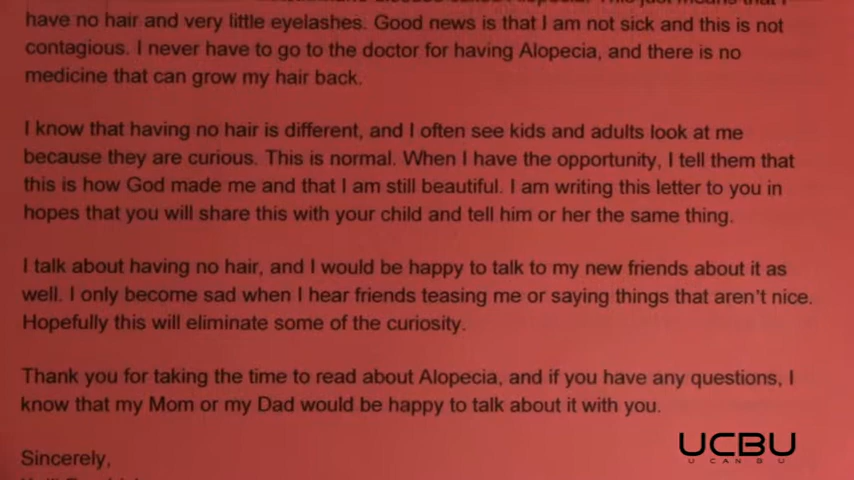 have no hair and very little eyelashes. Good news is that I am not sick and this is not
contagious. I never have to go to the doctor for having Alopecia, and there is no
medicine that can grow my hair back.
I know that having no hair is different, and I often see kids and adults look at me
because they are curious. This is normal. When I have the opportunity, I tell them that
this is how God made me and that I am still beautiful. I am writing this letter to you in
hopes that you will share this with your child and tell him or her the same thing.
I talk about having no hair, and I would be happy to talk to my new friends about it as
well. I only become sad when I hear friends teasing me or saying things that aren't nice.
Hopefully this will eliminate some of the curiosity.
Thank you for taking the time to read about Alopecia, and if you have any questions, I
know that my Mom or my Dad would be happy to talk about it with you.
Sincerely,
UCBU
U CAN B U